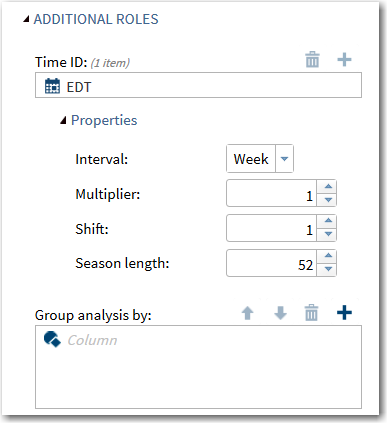 ADDITIONAL ROLES
Time ID: (1 item)
EDT
Properties
Interval: Week
Multiplier: 1
Shift: 1
Season length: 52
Group analysis by:
Column